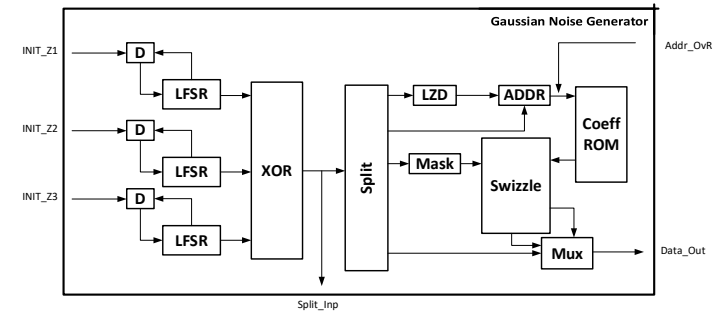 Gaussian Noise Generator
INIT_Z1
D
LFSR
INIT_Z2
D
LFSR
INIT_Z3
D
LFSR
XOR
Split_Inp
Split
LZD
ADDR
Addr_OvR
Coeff
ROM
Mask
Swizzle
Mux
Data_Out